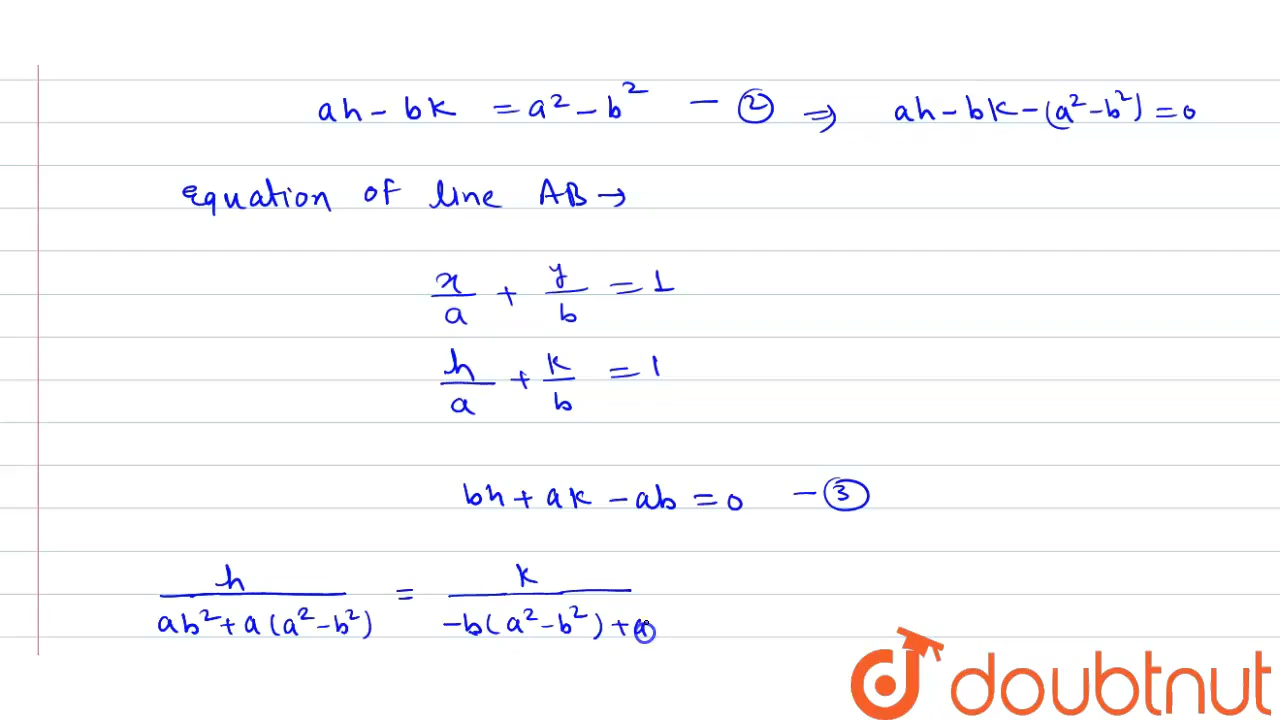 ah - bk = a² - b² - ② ⇒ ah - bk - (a² - b²) = 0
equation of line AB →
x/a + y/b = 1
h/a + k/b = 1
bh + ak - ab = 0 - ③
h/(ab² + a(a² - b²)) = k/(-b(a² - b²) + a
doubtnut